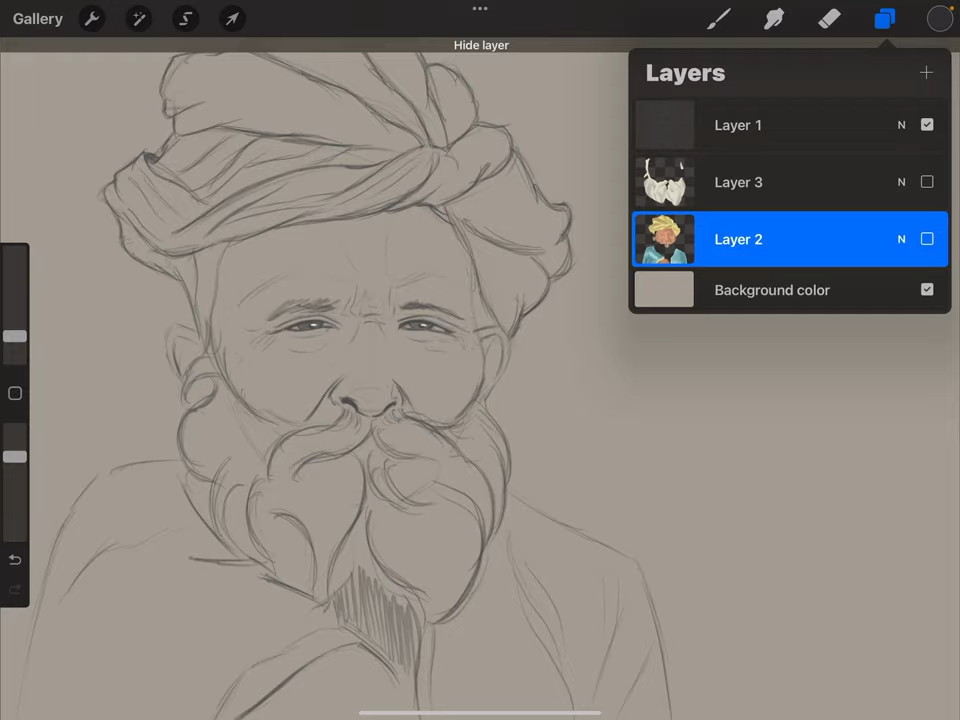 Gallery
Hide layer
Layers
Layer 1 N
Layer 3 N
Layer 2 N
Background color